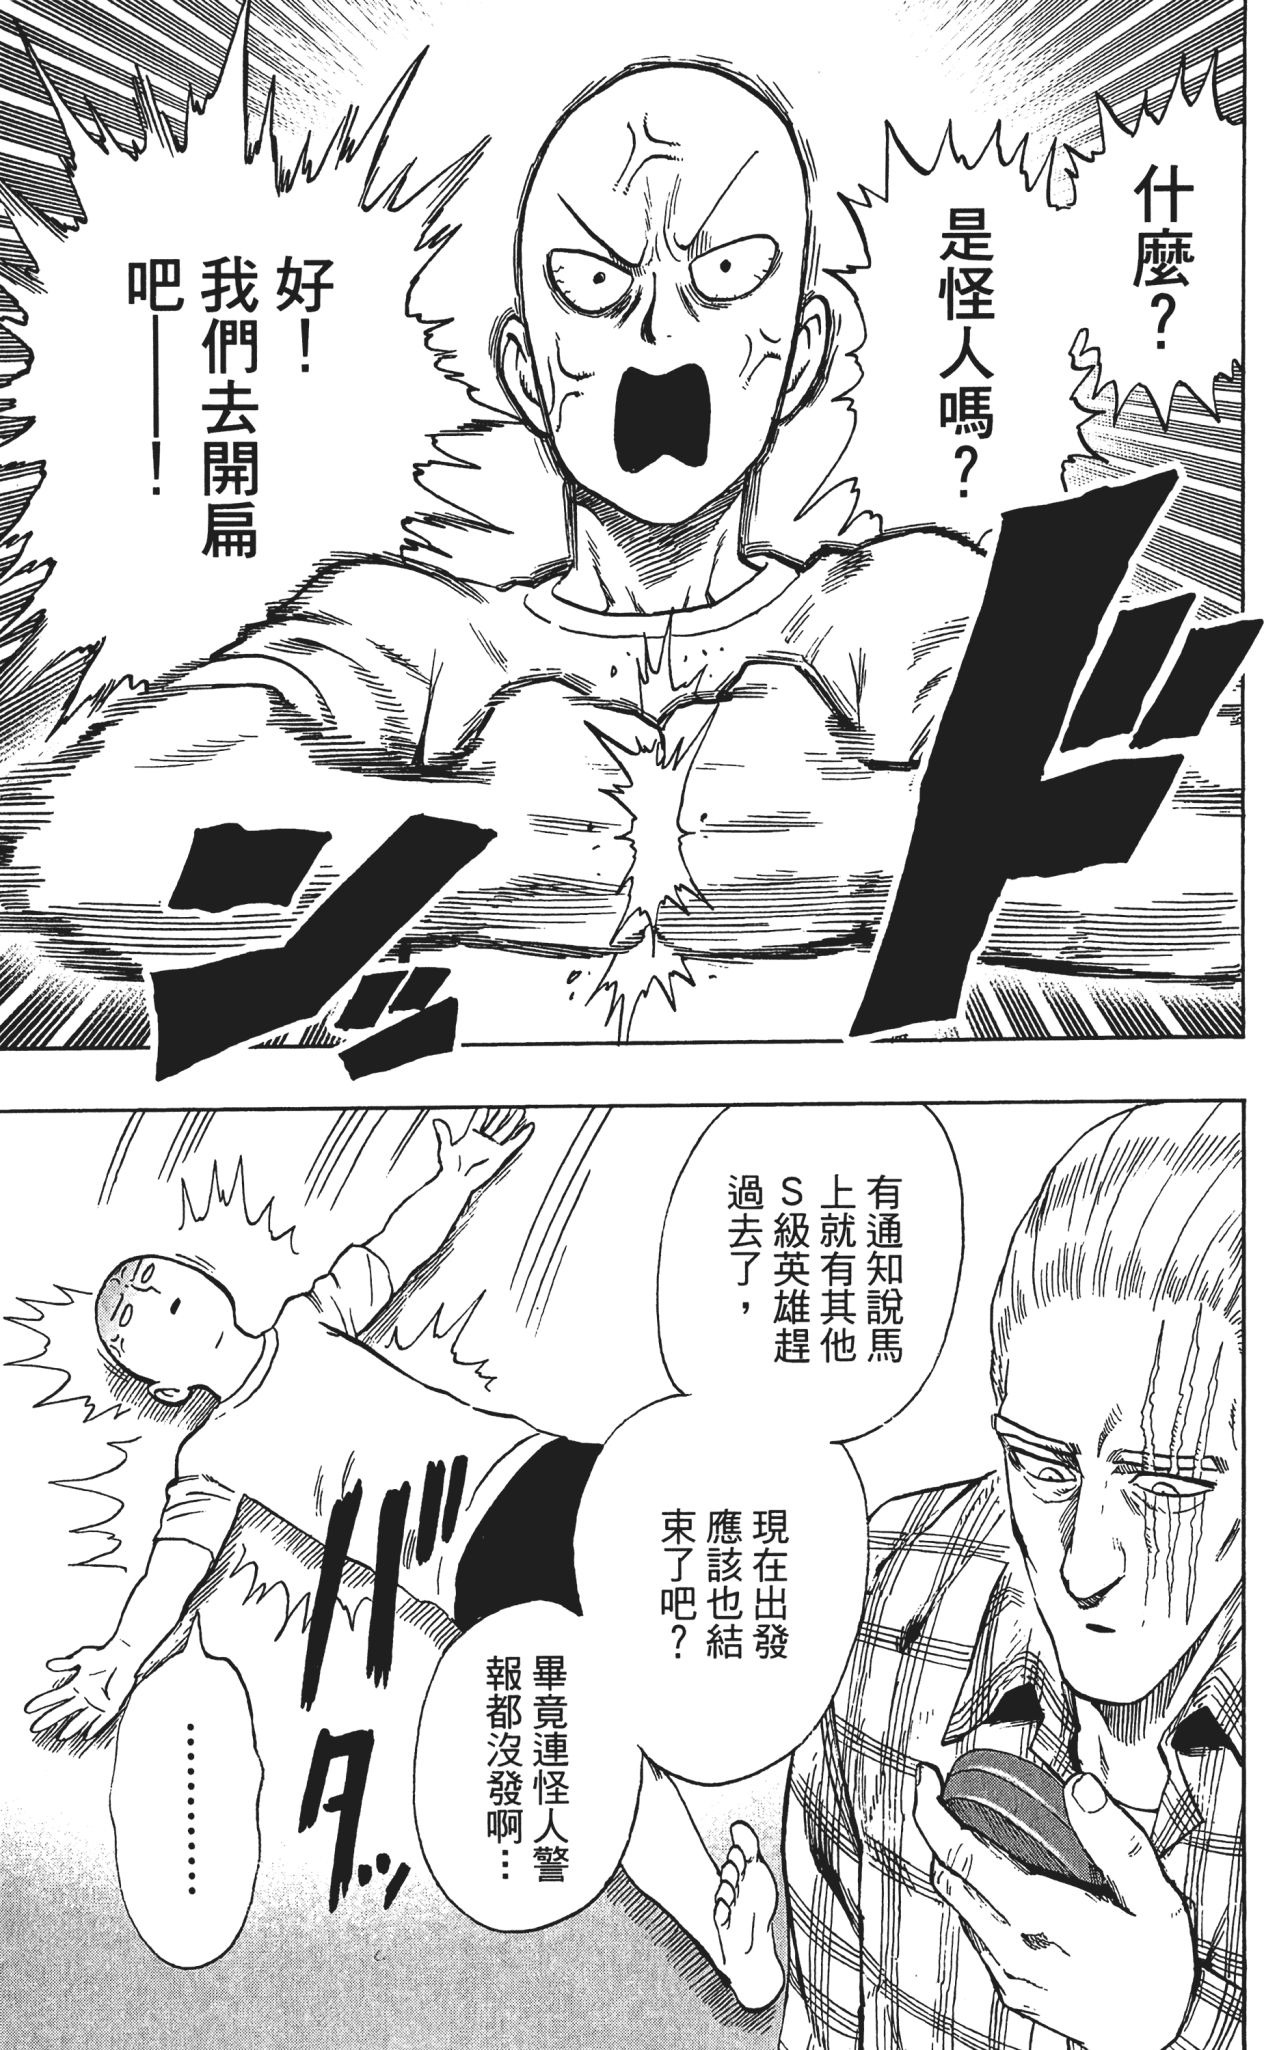 什麼？
是怪人嗎？
好！
我們去開扁
吧——！
ドンッ
有通知說馬
上就有其他
S級英雄趕
過去了，
現在出發
應該也結
束了吧？
畢竟連怪人警
報都沒發啊…
…………
ダッ